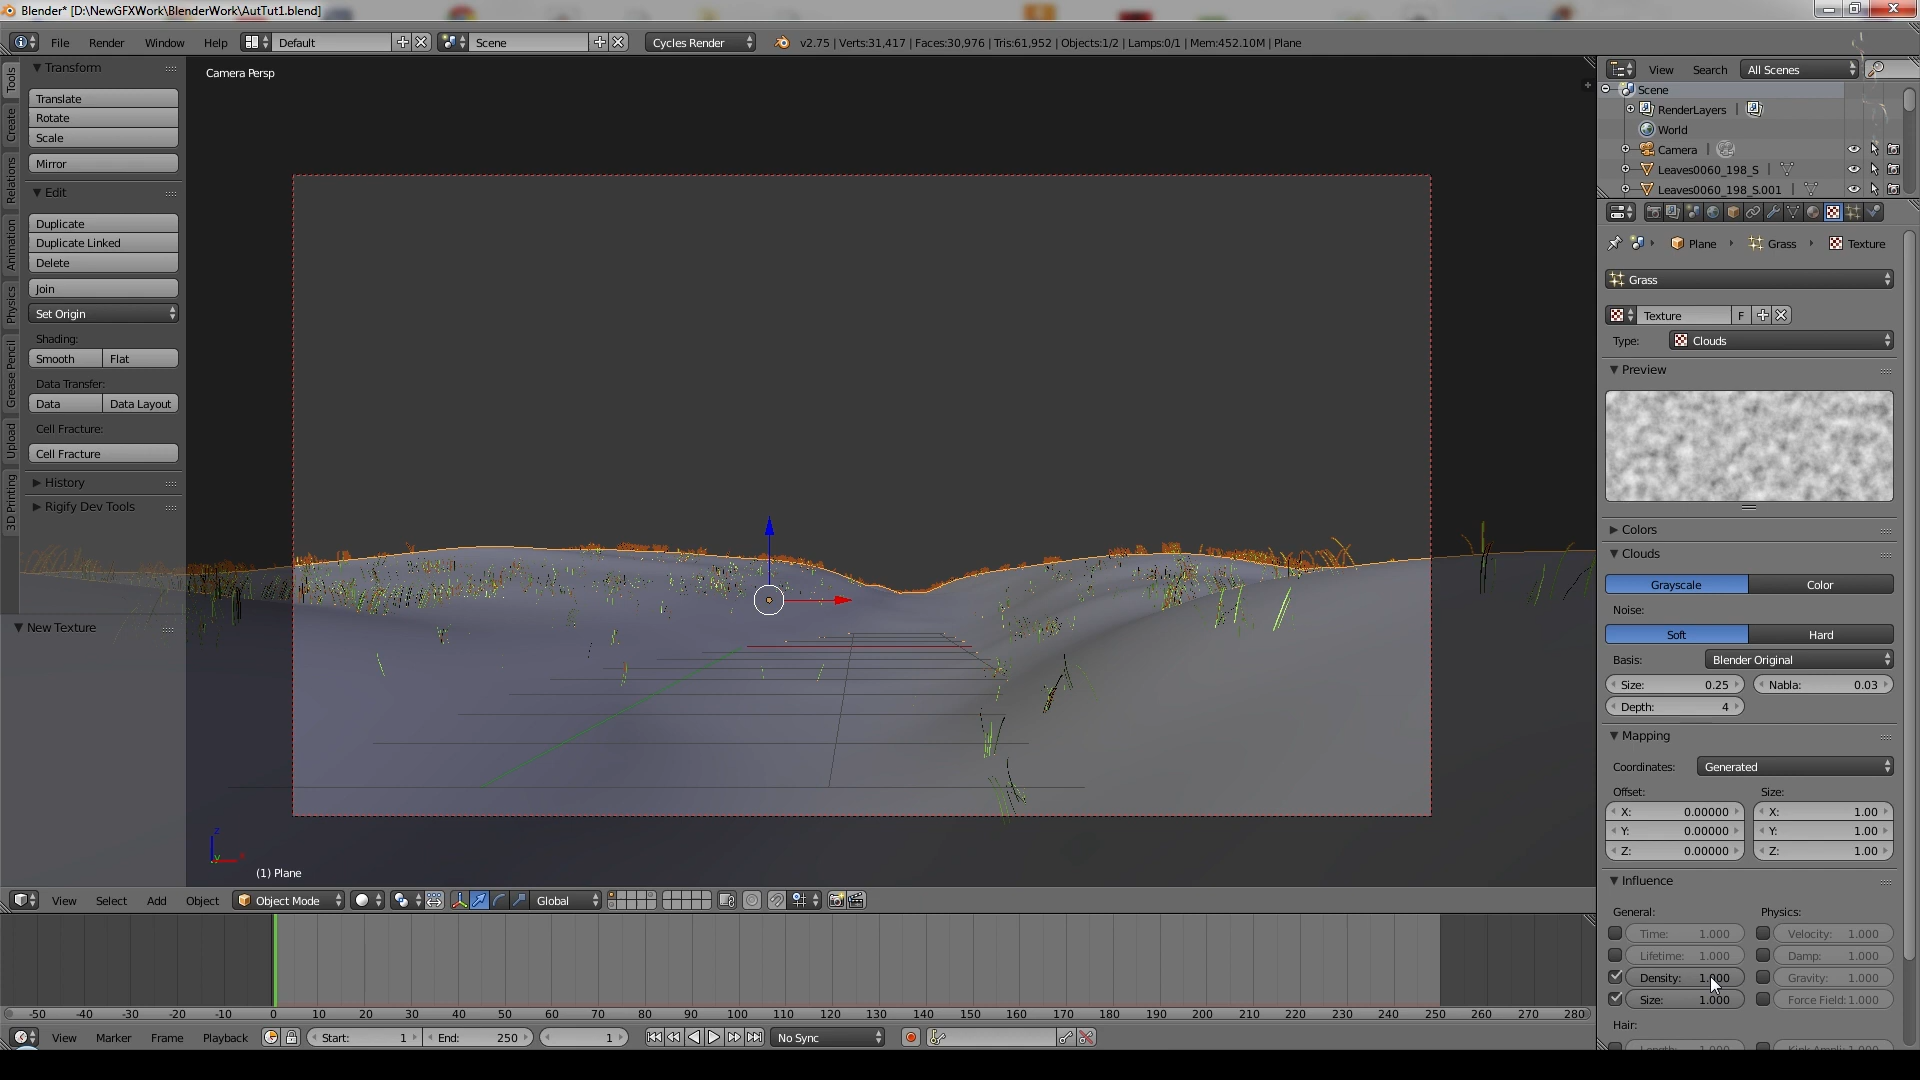 Blender* [D:\NewGFXWork\BlenderWork\AutTut1.blend]
File Render Window Help Default Scene Cycles Render v2.75 | Verts:31,417 | Faces:30,976 | Tris:61,952 | Objects:1/2 | Lamps:0/1 | Mem:452.10M | Plane
Tools
Create
Relations
Animation
Physics
Grease Pencil
Upload
3D Printing
Transform
Translate
Rotate
Scale
Mirror
Edit
Duplicate
Duplicate Linked
Delete
Join
Set Origin
Shading:
Smooth Flat
Data Transfer:
Data Data Layout
Cell Fracture:
Cell Fracture
History
Rigify Dev Tools
New Texture
Camera Persp
(1) Plane
View Select Add Object Object Mode Global
View Search All Scenes
Scene
RenderLayers |
World
Camera |
Leaves0060_198_S |
Leaves0060_198_S.001 |
Plane Grass Texture
Grass
Texture F
Type: Clouds
Preview
Colors
Clouds
Grayscale Color
Noise:
Soft Hard
Basis: Blender Original
Size: 0.25 Nabla: 0.03
Depth: 4
Mapping
Coordinates: Generated
Offset: Size:
X: 0.00000 X: 1.00
Y: 0.00000 Y: 1.00
Z: 0.00000 Z: 1.00
Influence
General: Physics:
Time: 1.000 Velocity: 1.000
Lifetime: 1.000 Damp: 1.000
Density: Gravity: 1.000
Size: 1.000 Force Field: 1.000
Hair:
-50 -40 -30 -20 -10 0 10 20 30 40 50 60 70 80 90 100 110 120 130 140 150 160 170 180 190 200 210 220 230 240 250 260 270 280
View Marker Frame Playback Start: 1 End: 250 1 No Sync